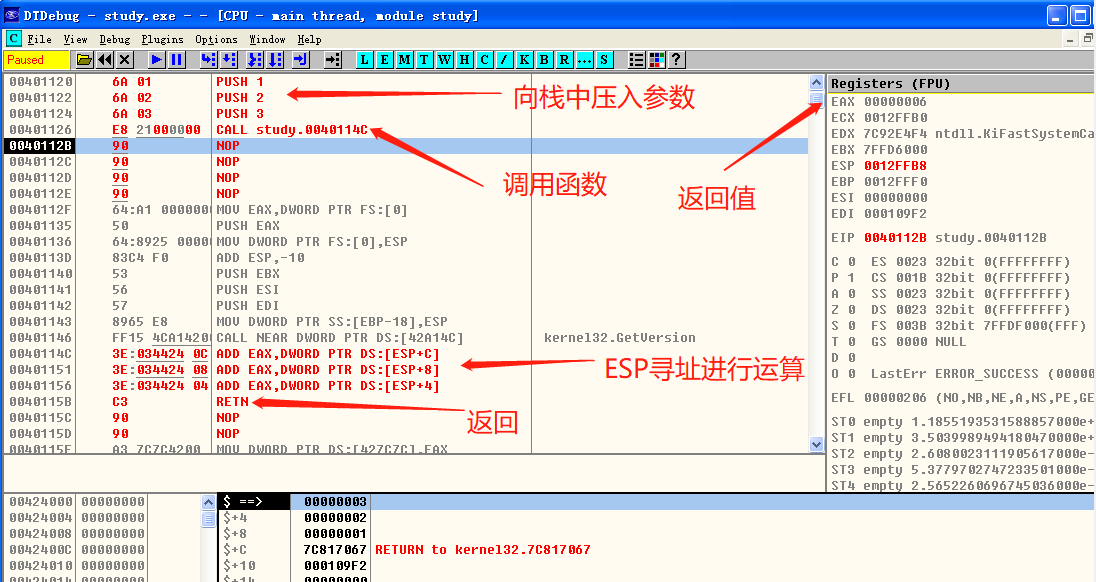 DTDebug - study.exe - - [CPU - main thread, module study]
C File View Debug Plugins Options Window Help
Paused L E M T W H C / K B R ... S ?
00401120 6A 01 PUSH 1
00401122 6A 02 PUSH 2
00401124 6A 03 PUSH 3
00401126 E8 21000000 CALL study.0040114C
0040112B 90 NOP
0040112C 90 NOP
0040112D 90 NOP
0040112E 90 NOP
0040112F 64:A1 0000000 MOV EAX,DWORD PTR FS:[0]
00401135 50 PUSH EAX
00401136 64:8925 00000 MOV DWORD PTR FS:[0],ESP
0040113D 83C4 F0 ADD ESP,-10
00401140 53 PUSH EBX
00401141 56 PUSH ESI
00401142 57 PUSH EDI
00401143 8965 E8 MOV DWORD PTR SS:[EBP-18],ESP
00401146 FF15 4CA14200 CALL NEAR DWORD PTR DS:[42A14C] kernel32.GetVersion
0040114C 3E:034424 0C ADD EAX,DWORD PTR DS:[ESP+C]
00401151 3E:034424 08 ADD EAX,DWORD PTR DS:[ESP+8]
00401156 3E:034424 04 ADD EAX,DWORD PTR DS:[ESP+4]
0040115B C3 RETN
0040115C 90 NOP
0040115D 90 NOP
0040115E A3 7C7C4200 MOV DWORD PTR DS:[427C7C],EAX
向栈中压入参数
调用函数
返回值
ESP寻址进行运算
返回
Registers (FPU)
EAX 00000006
ECX 0012FFB0
EDX 7C92E4F4 ntdll.KiFastSystemCa
EBX 7FFD6000
ESP 0012FFB8
EBP 0012FFF0
ESI 00000000
EDI 000109F2
EIP 0040112B study.0040112B
C 0 ES 0023 32bit 0(FFFFFFFF)
P 1 CS 001B 32bit 0(FFFFFFFF)
A 0 SS 0023 32bit 0(FFFFFFFF)
Z 0 DS 0023 32bit 0(FFFFFFFF)
S 0 FS 003B 32bit 7FFDF000(FFF)
T 0 GS 0000 NULL
D 0
O 0 LastErr ERROR_SUCCESS (00000
EFL 00000206 (NO,NB,NE,A,NS,PE,GE
ST0 empty 1.1855193531588857000e+
ST1 empty 3.5039989494180470000e+
ST2 empty 2.6080023111905617000e-
ST3 empty 5.3779702747233501000e-
ST4 empty 2.5652260696745036000e-
00424000 00000000
00424004 00000000
00424008 00000000
0042400C 00000000
00424010 00000000
00424014 00000000
$ ==> 00000003
$+4 00000002
$+8 00000001
$+C 7C817067 RETURN to kernel32.7C817067
$+10 000109F2
$+14 00000000